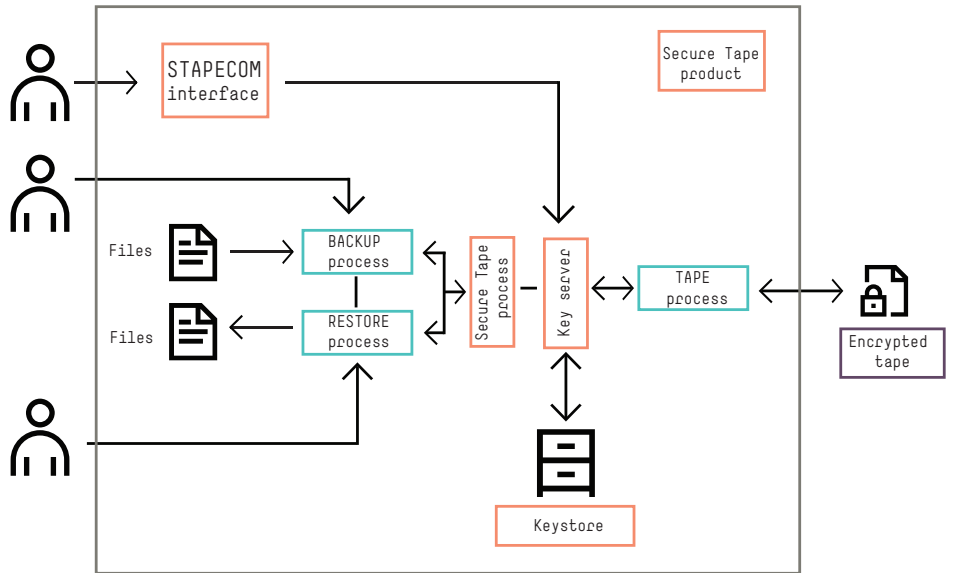 STAPECOM
interface
Secure Tape
product
Files
BACKUP
process
Secure Tape
process
Key server
TAPE
process
Files
RESTORE
process
Encrypted
tape
Keystore